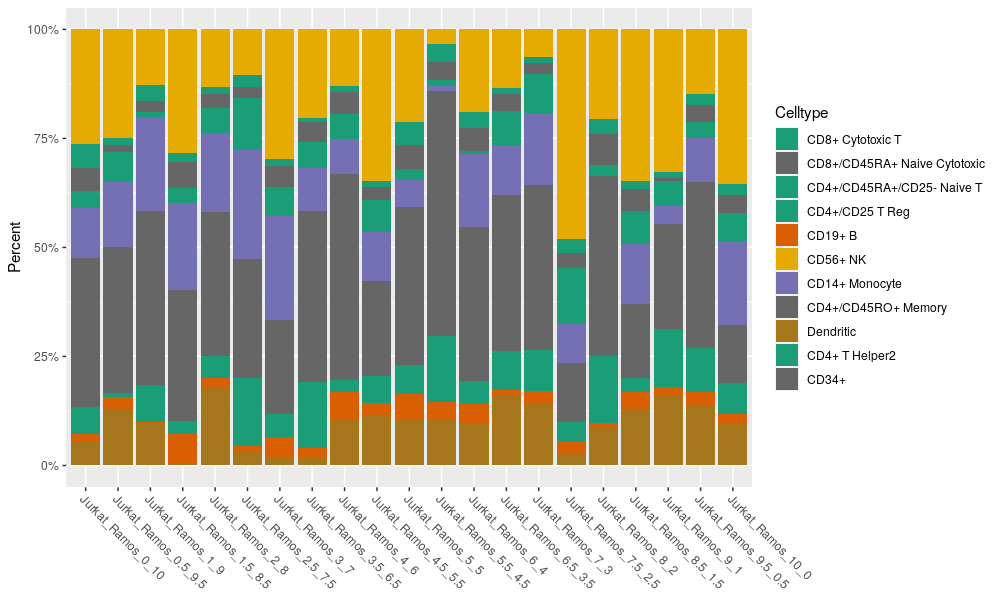 100%
75%
50%
25%
0%
Percent
Jurkat_Ramos_0_10
Jurkat_Ramos_0.5_9.5
Jurkat_Ramos_1_9
Jurkat_Ramos_1.5_8.5
Jurkat_Ramos_2_8
Jurkat_Ramos_2.5_7.5
Jurkat_Ramos_3_7
Jurkat_Ramos_3.5_6.5
Jurkat_Ramos_4_6
Jurkat_Ramos_4.5_5.5
Jurkat_Ramos_5_5
Jurkat_Ramos_5.5_4.5
Jurkat_Ramos_6_4
Jurkat_Ramos_6.5_3.5
Jurkat_Ramos_7_3
Jurkat_Ramos_7.5_2.5
Jurkat_Ramos_8_2
Jurkat_Ramos_8.5_1.5
Jurkat_Ramos_9_1
Jurkat_Ramos_9.5_0.5
Jurkat_Ramos_10_0
Celltype
CD8+ Cytotoxic T
CD8+/CD45RA+ Naive Cytotoxic
CD4+/CD45RA+/CD25- Naive T
CD4+/CD25 T Reg
CD19+ B
CD56+ NK
CD14+ Monocyte
CD4+/CD45RO+ Memory
Dendritic
CD4+ T Helper2
CD34+